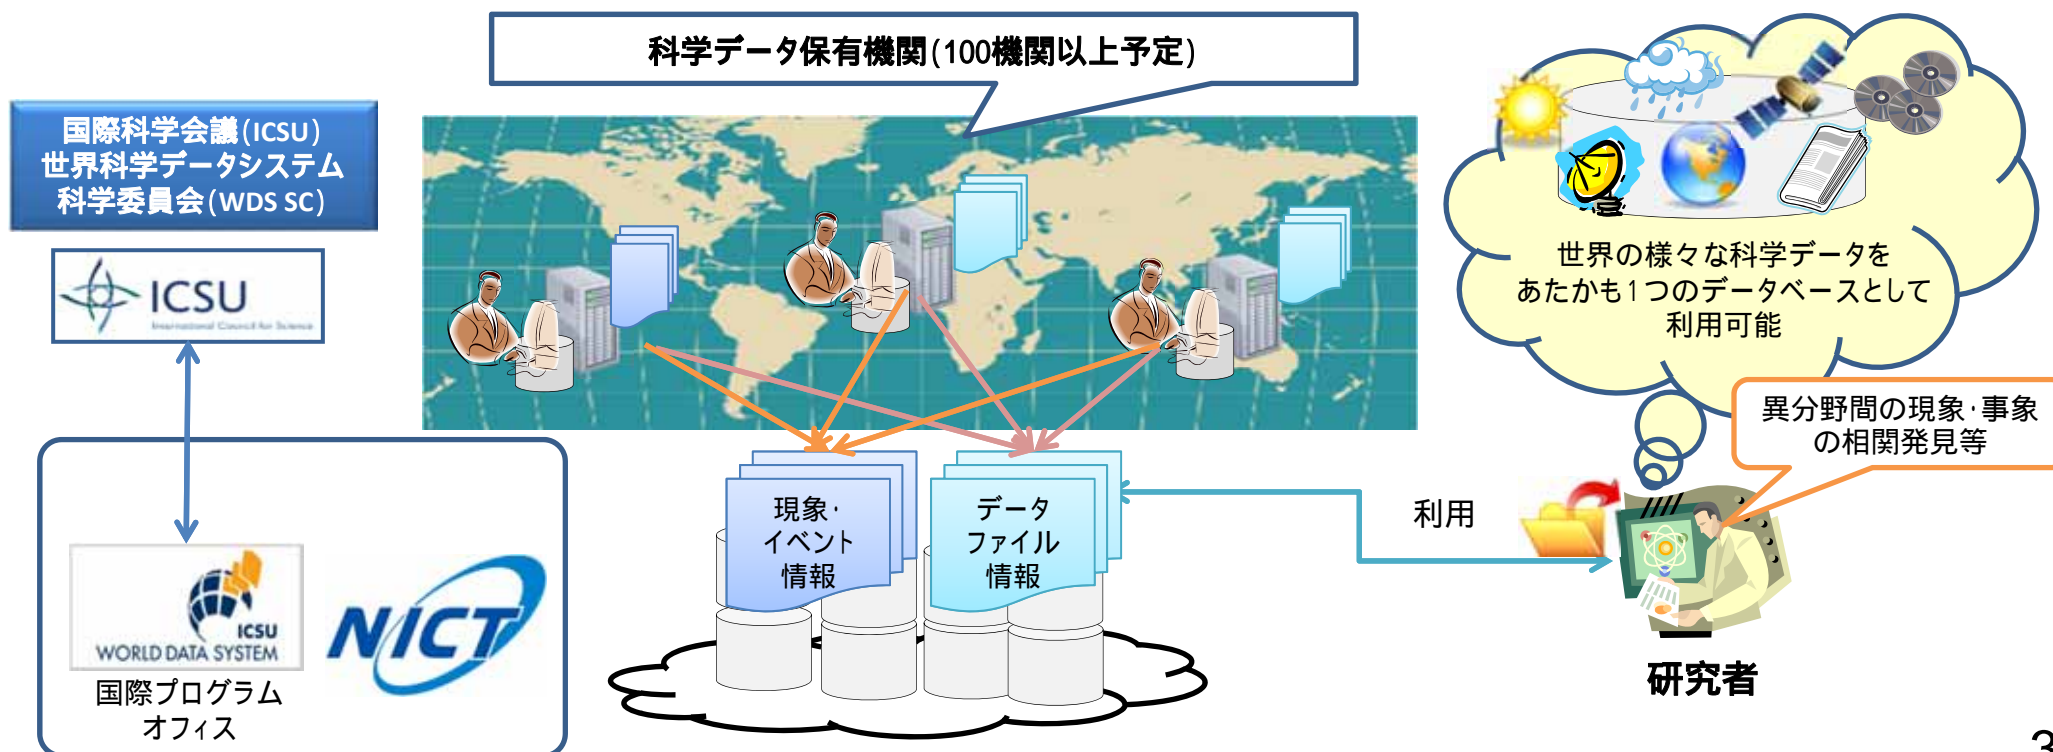 科学データ保有機関(100機関以上予定)
国際科学会議(ICSU)
世界科学データシステム
科学委員会(WDS SC)
ICSU
International Council for Science
ICSU
WORLD DATA SYSTEM
国際プログラム
オフィス
NICT
現象・
イベント
情報
データ
ファイル
情報
利用
世界の様々な科学データを
あたかも1つのデータベースとして
利用可能
異分野間の現象・事象
の相関発見等
研究者
3